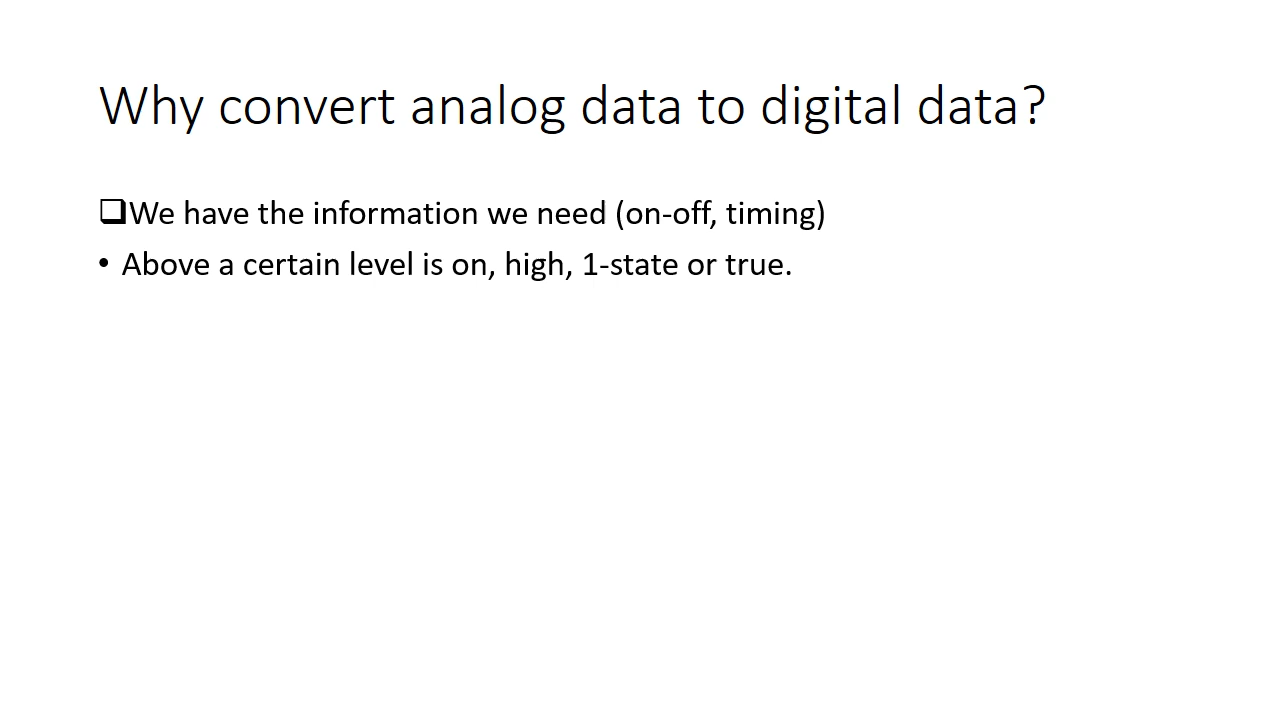 Why convert analog data to digital data?
❑We have the information we need (on-off, timing)
• Above a certain level is on, high, 1-state or true.